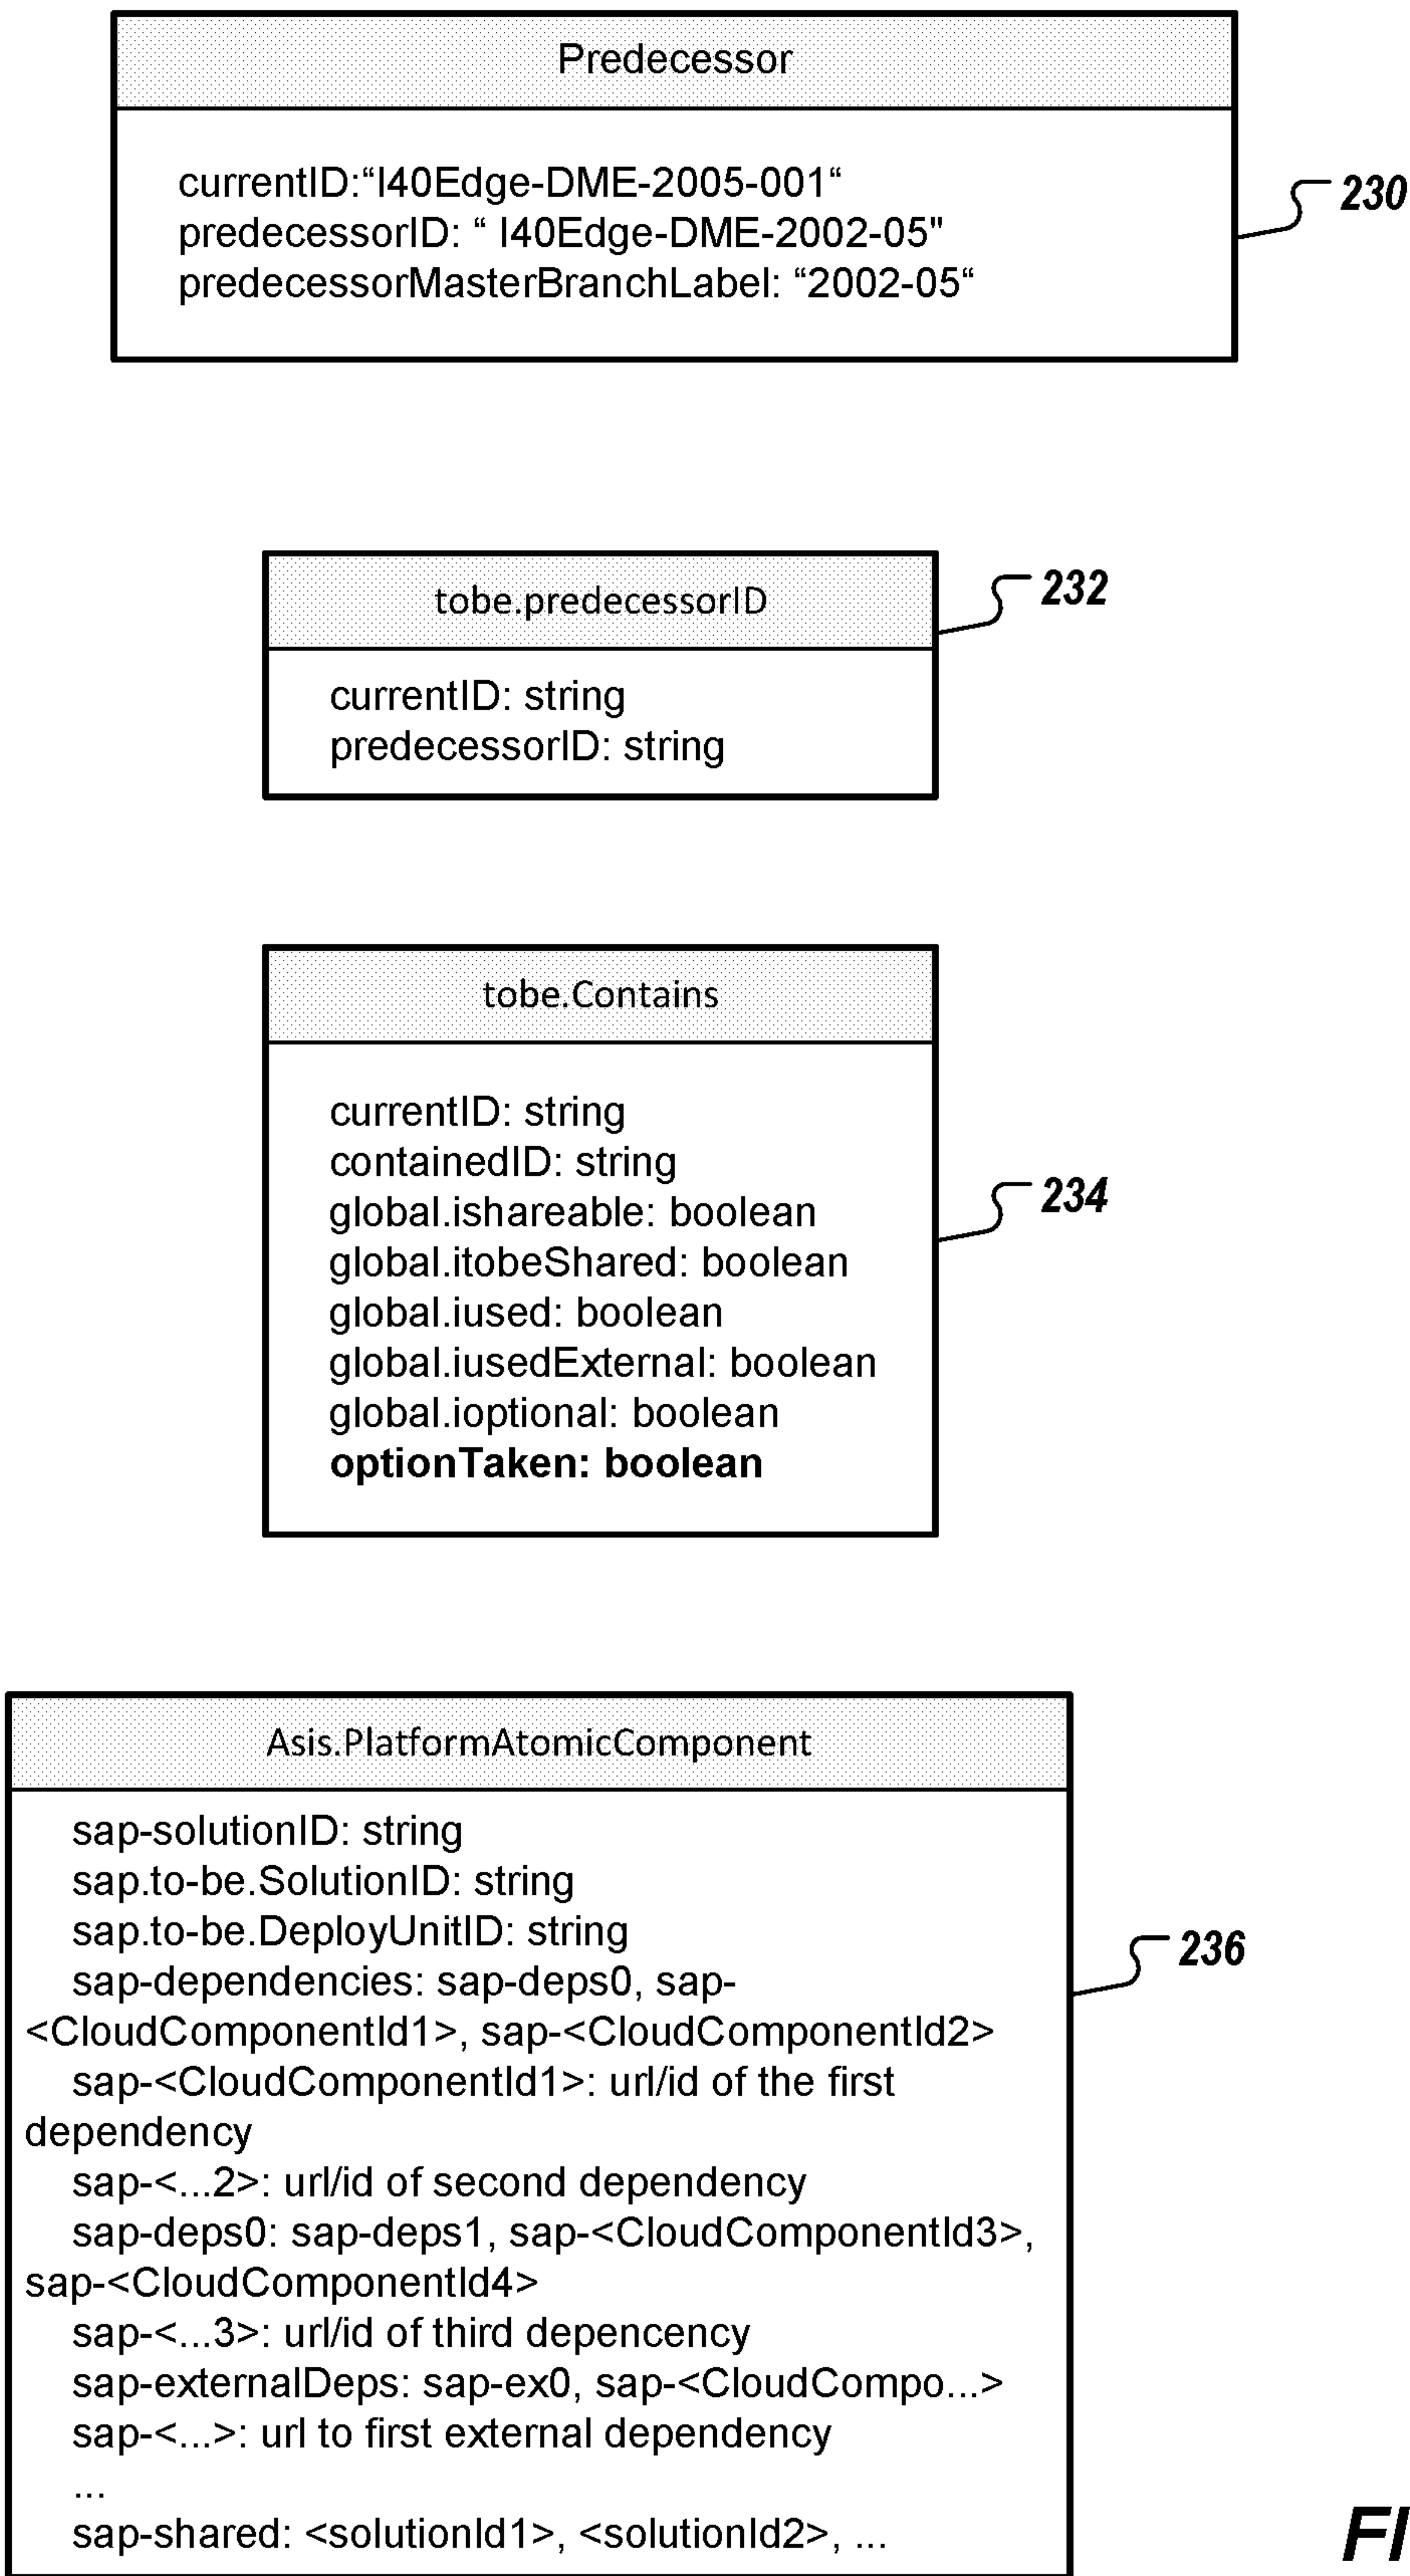 Predecessor
currentID:“I40Edge-DME-2005-001“
predecessorID: “ I40Edge-DME-2002-05"
predecessorMasterBranchLabel: “2002-05“
230
tobe.predecessorID
232
currentID: string
predecessorID: string
tobe.Contains
currentID: string
containedID: string
global.ishareable: boolean
234
global.itobeShared: boolean
global.iused: boolean
global.iusedExternal: boolean
global.ioptional: boolean
optionTaken: boolean
Asis.PlatformAtomicComponent
sap-solutionID: string
sap.to-be.SolutionID: string
sap.to-be.DeployUnitID: string
236
sap-dependencies: sap-deps0, sap-
<CloudComponentId1>, sap-<CloudComponentId2>
sap-<CloudComponentId1>: url/id of the first
dependency
sap-<...2>: url/id of second dependency
sap-deps0: sap-deps1, sap-<CloudComponentId3>,
sap-<CloudComponentId4>
sap-<...3>: url/id of third depencency
sap-externalDeps: sap-ex0, sap-<CloudCompo...>
sap-<...>: url to first external dependency
...
sap-shared: <solutionId1>, <solutionId2>, ...
FI